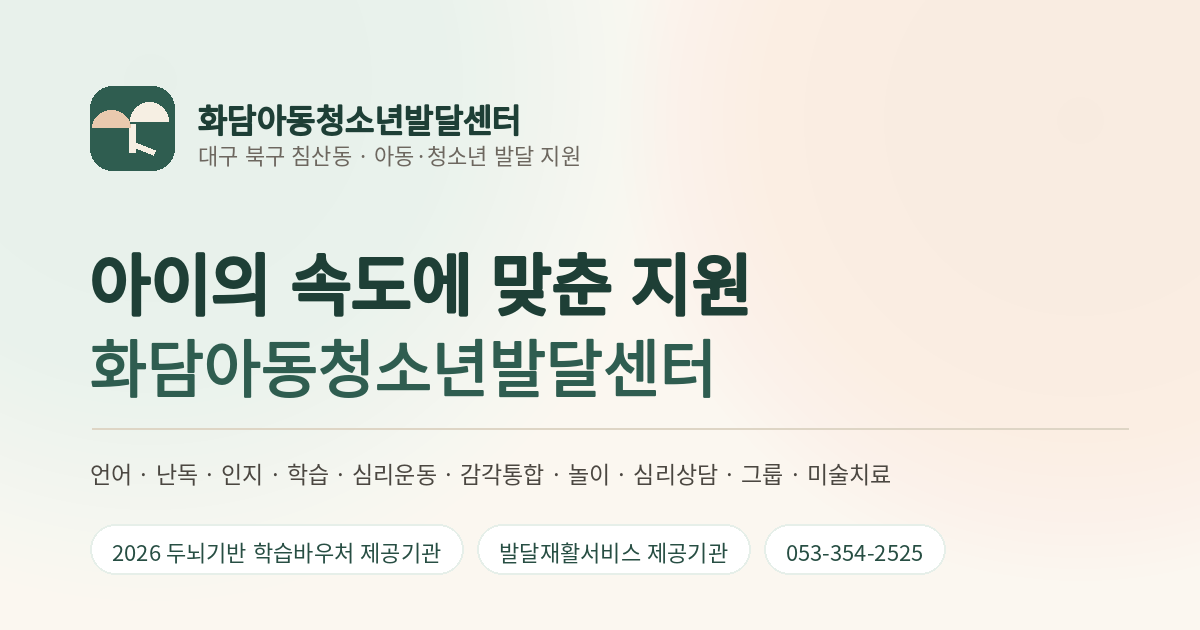 화담아동청소년발달센터
대구 북구 침산동 · 아동·청소년 발달 지원
아이의 속도에 맞춘 지원
화담아동청소년발달센터
언어 · 난독 · 인지 · 학습 · 심리운동 · 감각통합 · 놀이 · 심리상담 · 그룹 · 미술치료
2026 두뇌기반 학습바우처 제공기관
발달재활서비스 제공기관
053-354-2525